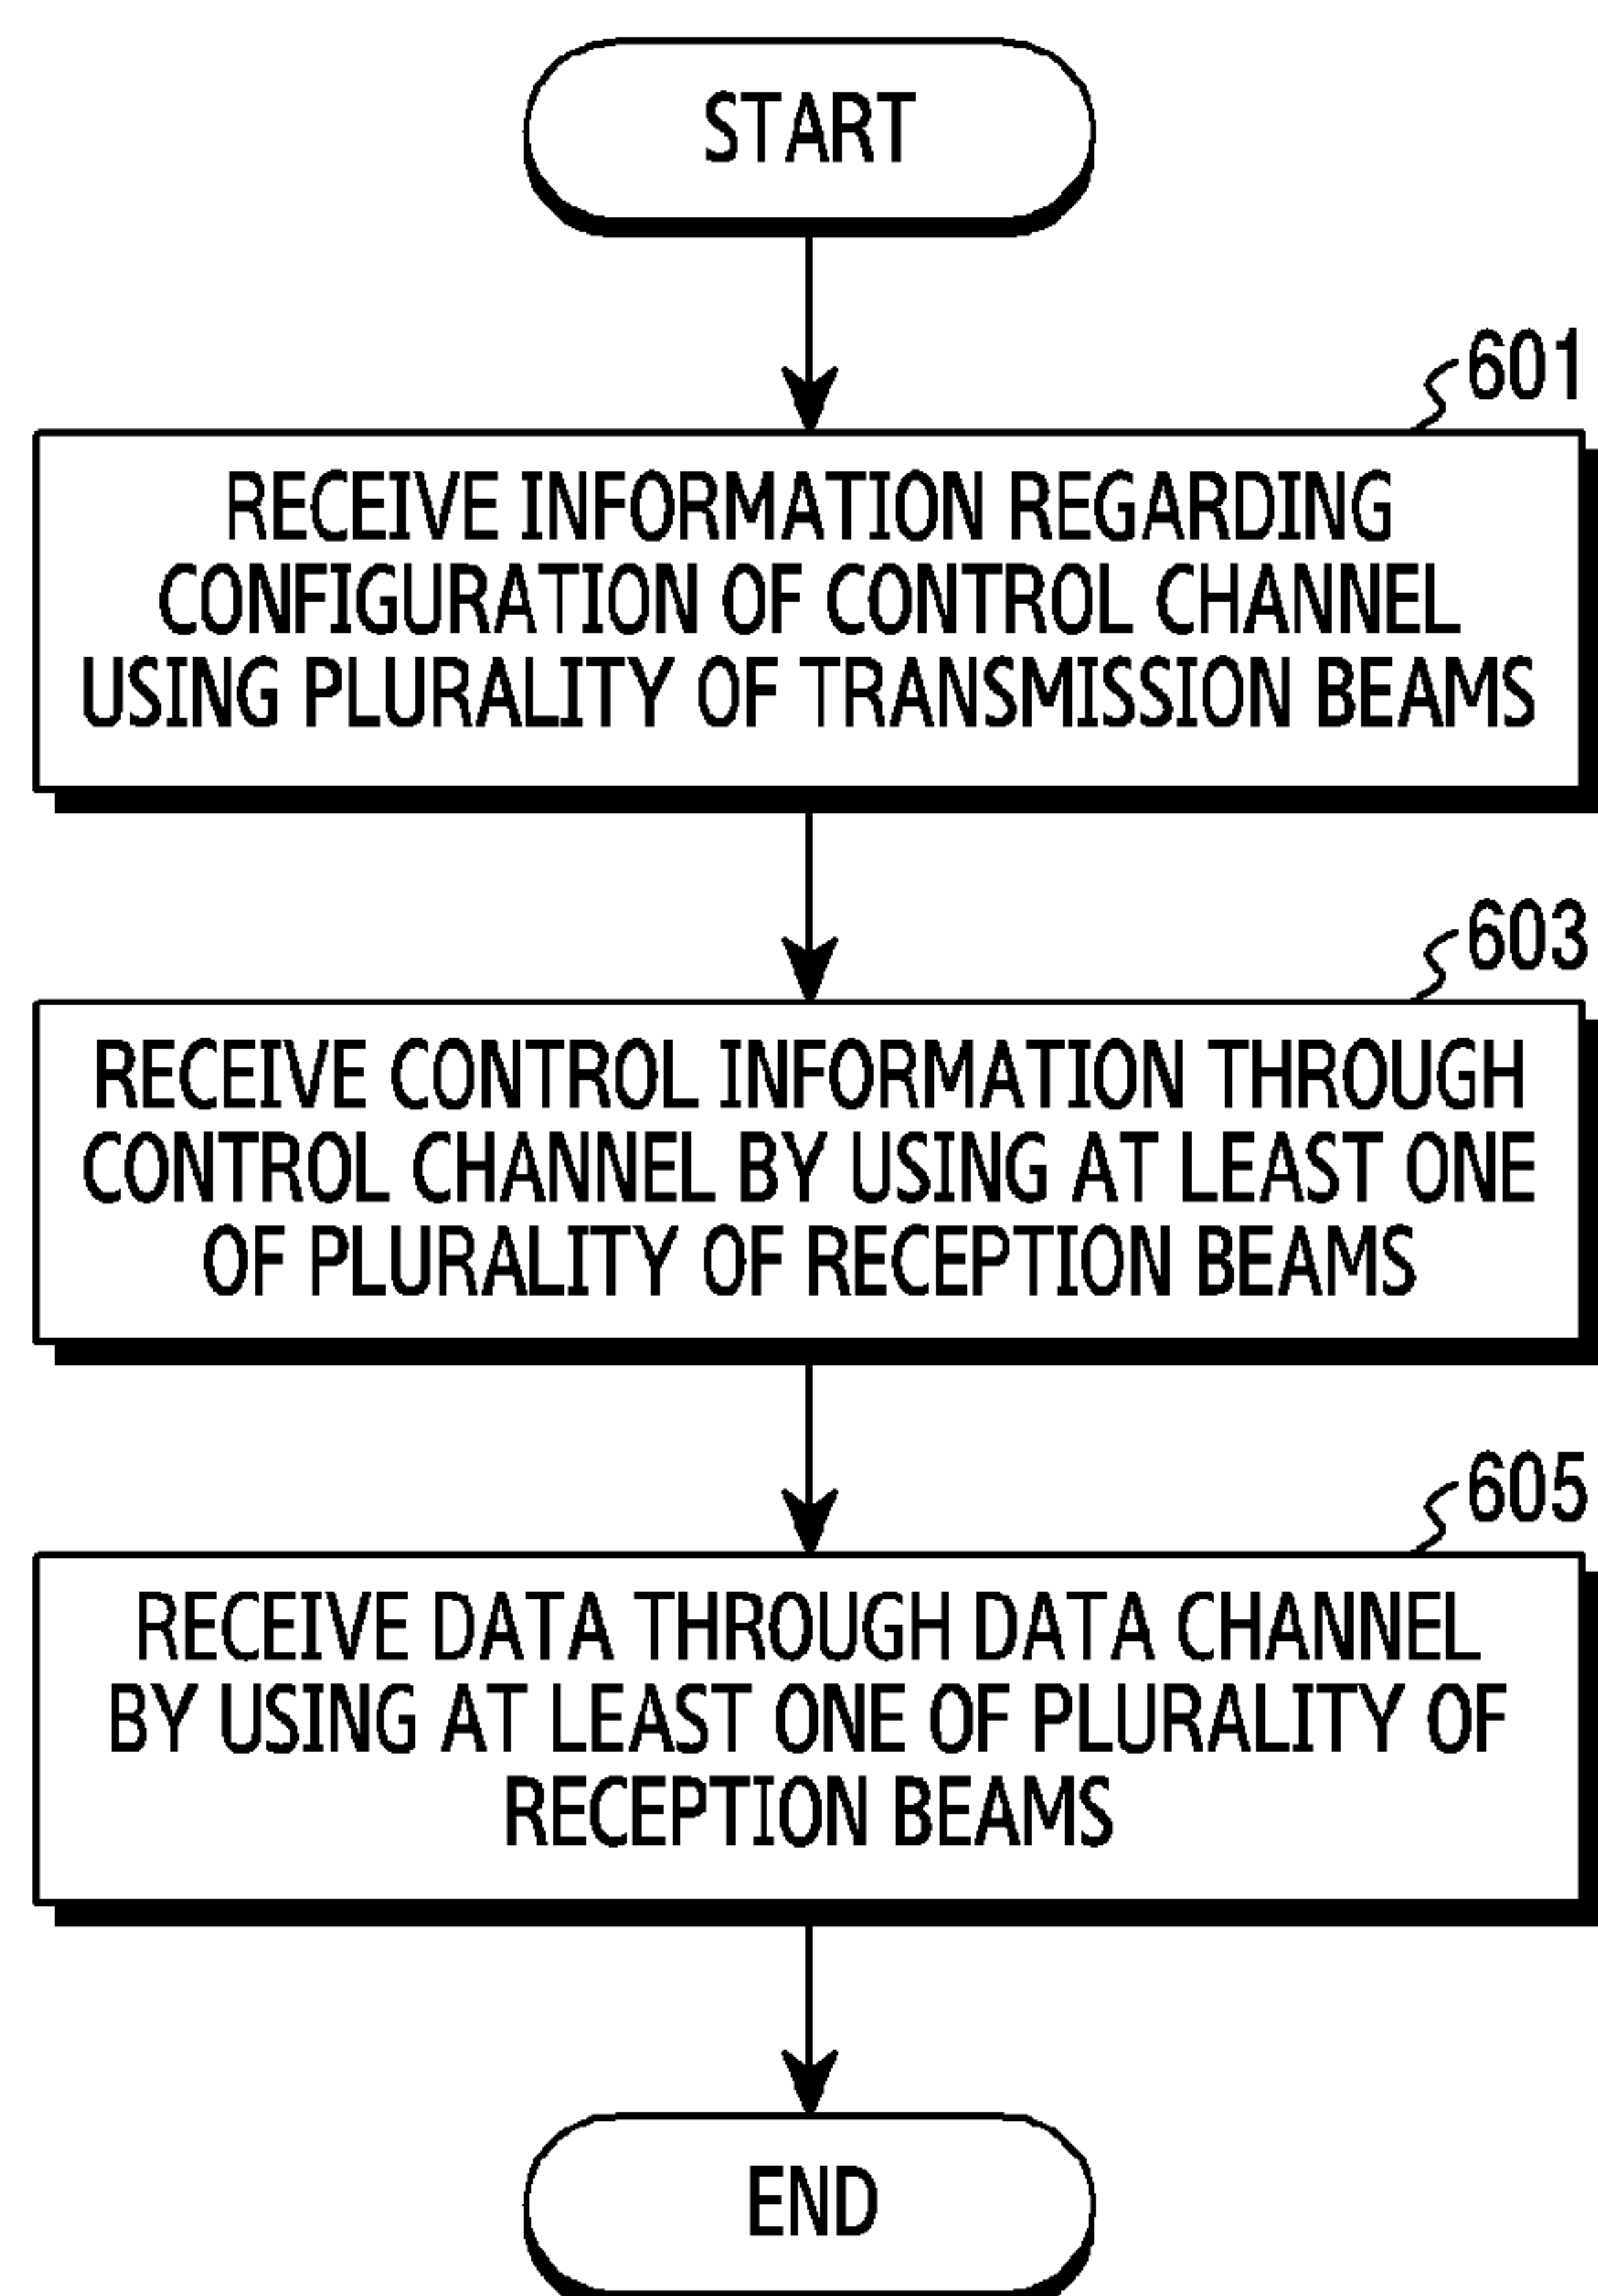 START
601
RECEIVE INFORMATION REGARDING
CONFIGURATION OF CONTROL CHANNEL
USING PLURALITY OF TRANSMISSION BEAMS
603
RECEIVE CONTROL INFORMATION THROUGH
CONTROL CHANNEL BY USING AT LEAST ONE
OF PLURALITY OF RECEPTION BEAMS
605
RECEIVE DATA THROUGH DATA CHANNEL
BY USING AT LEAST ONE OF PLURALITY OF
RECEPTION BEAMS
END